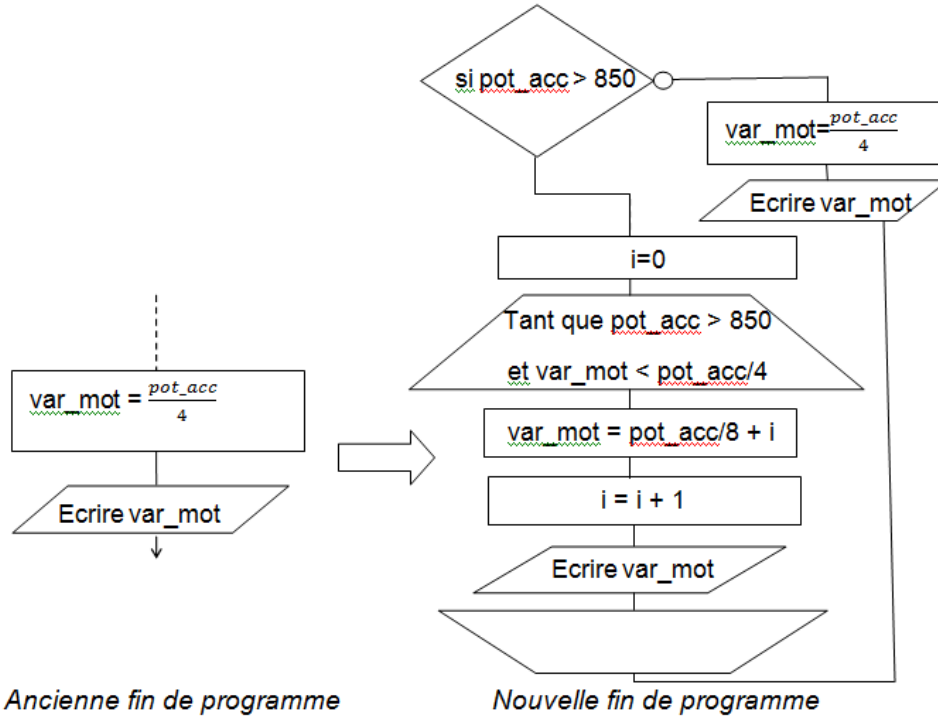 si pot_acc > 850
var_mot=pot_acc/4
Ecrire var_mot
i=0
Tant que pot_acc > 850
et var_mot < pot_acc/4
var_mot = pot_acc/8 + i
i = i + 1
Ecrire var_mot
var_mot = pot_acc/4
Ecrire var_mot
Ancienne fin de programme
Nouvelle fin de programme